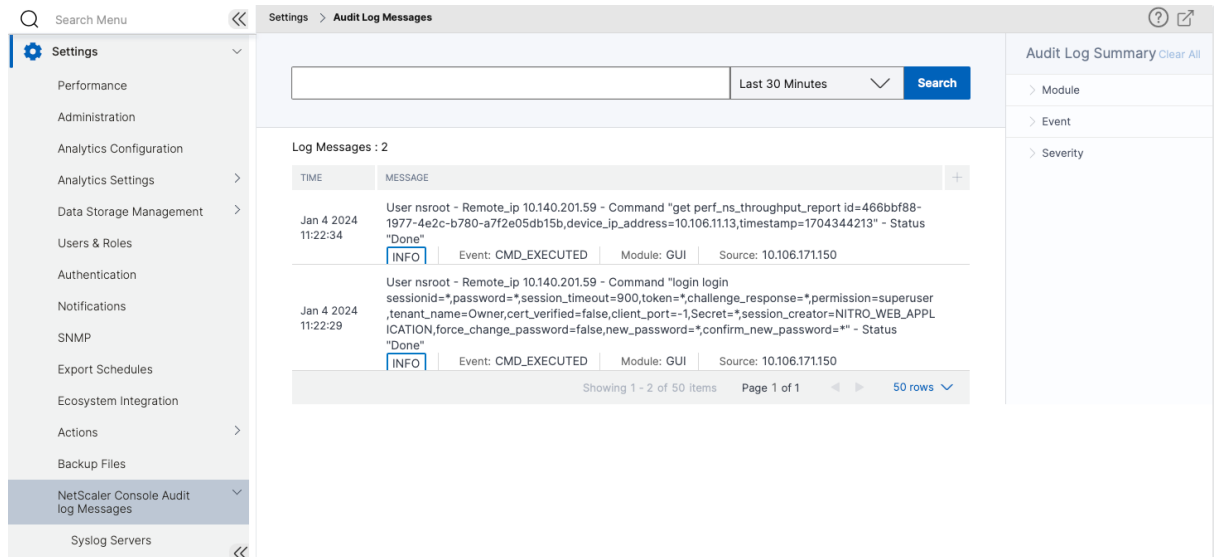 Search Menu
Settings
Performance
Administration
Analytics Configuration
Analytics Settings
Data Storage Management
Users & Roles
Authentication
Notifications
SNMP
Export Schedules
Ecosystem Integration
Actions
Backup Files
NetScaler Console Audit
log Messages
Syslog Servers
Settings > Audit Log Messages
Last 30 Minutes
Search
Log Messages : 2
TIME MESSAGE
Jan 4 2024
11:22:34
User nsroot - Remote_ip 10.140.201.59 - Command "get perf_ns_throughput_report id=466bbf88-
1977-4e2c-b780-a7f2e05db15b,device_ip_address=10.106.11.13,timestamp=1704344213" - Status
"Done"
INFO Event: CMD_EXECUTED Module: GUI Source: 10.106.171.150
Jan 4 2024
11:22:29
User nsroot - Remote_ip 10.140.201.59 - Command "login login
sessionid=*,password=*,session_timeout=900,token=*,challenge_response=*,permission=superuser
,tenant_name=Owner,cert_verified=false,client_port=-1,Secret=*,session_creator=NITRO_WEB_APPL
ICATION,force_change_password=false,new_password=*,confirm_new_password=*" - Status
"Done"
INFO Event: CMD_EXECUTED Module: GUI Source: 10.106.171.150
Showing 1 - 2 of 50 items Page 1 of 1 50 rows
Audit Log Summary Clear All
Module
Event
Severity